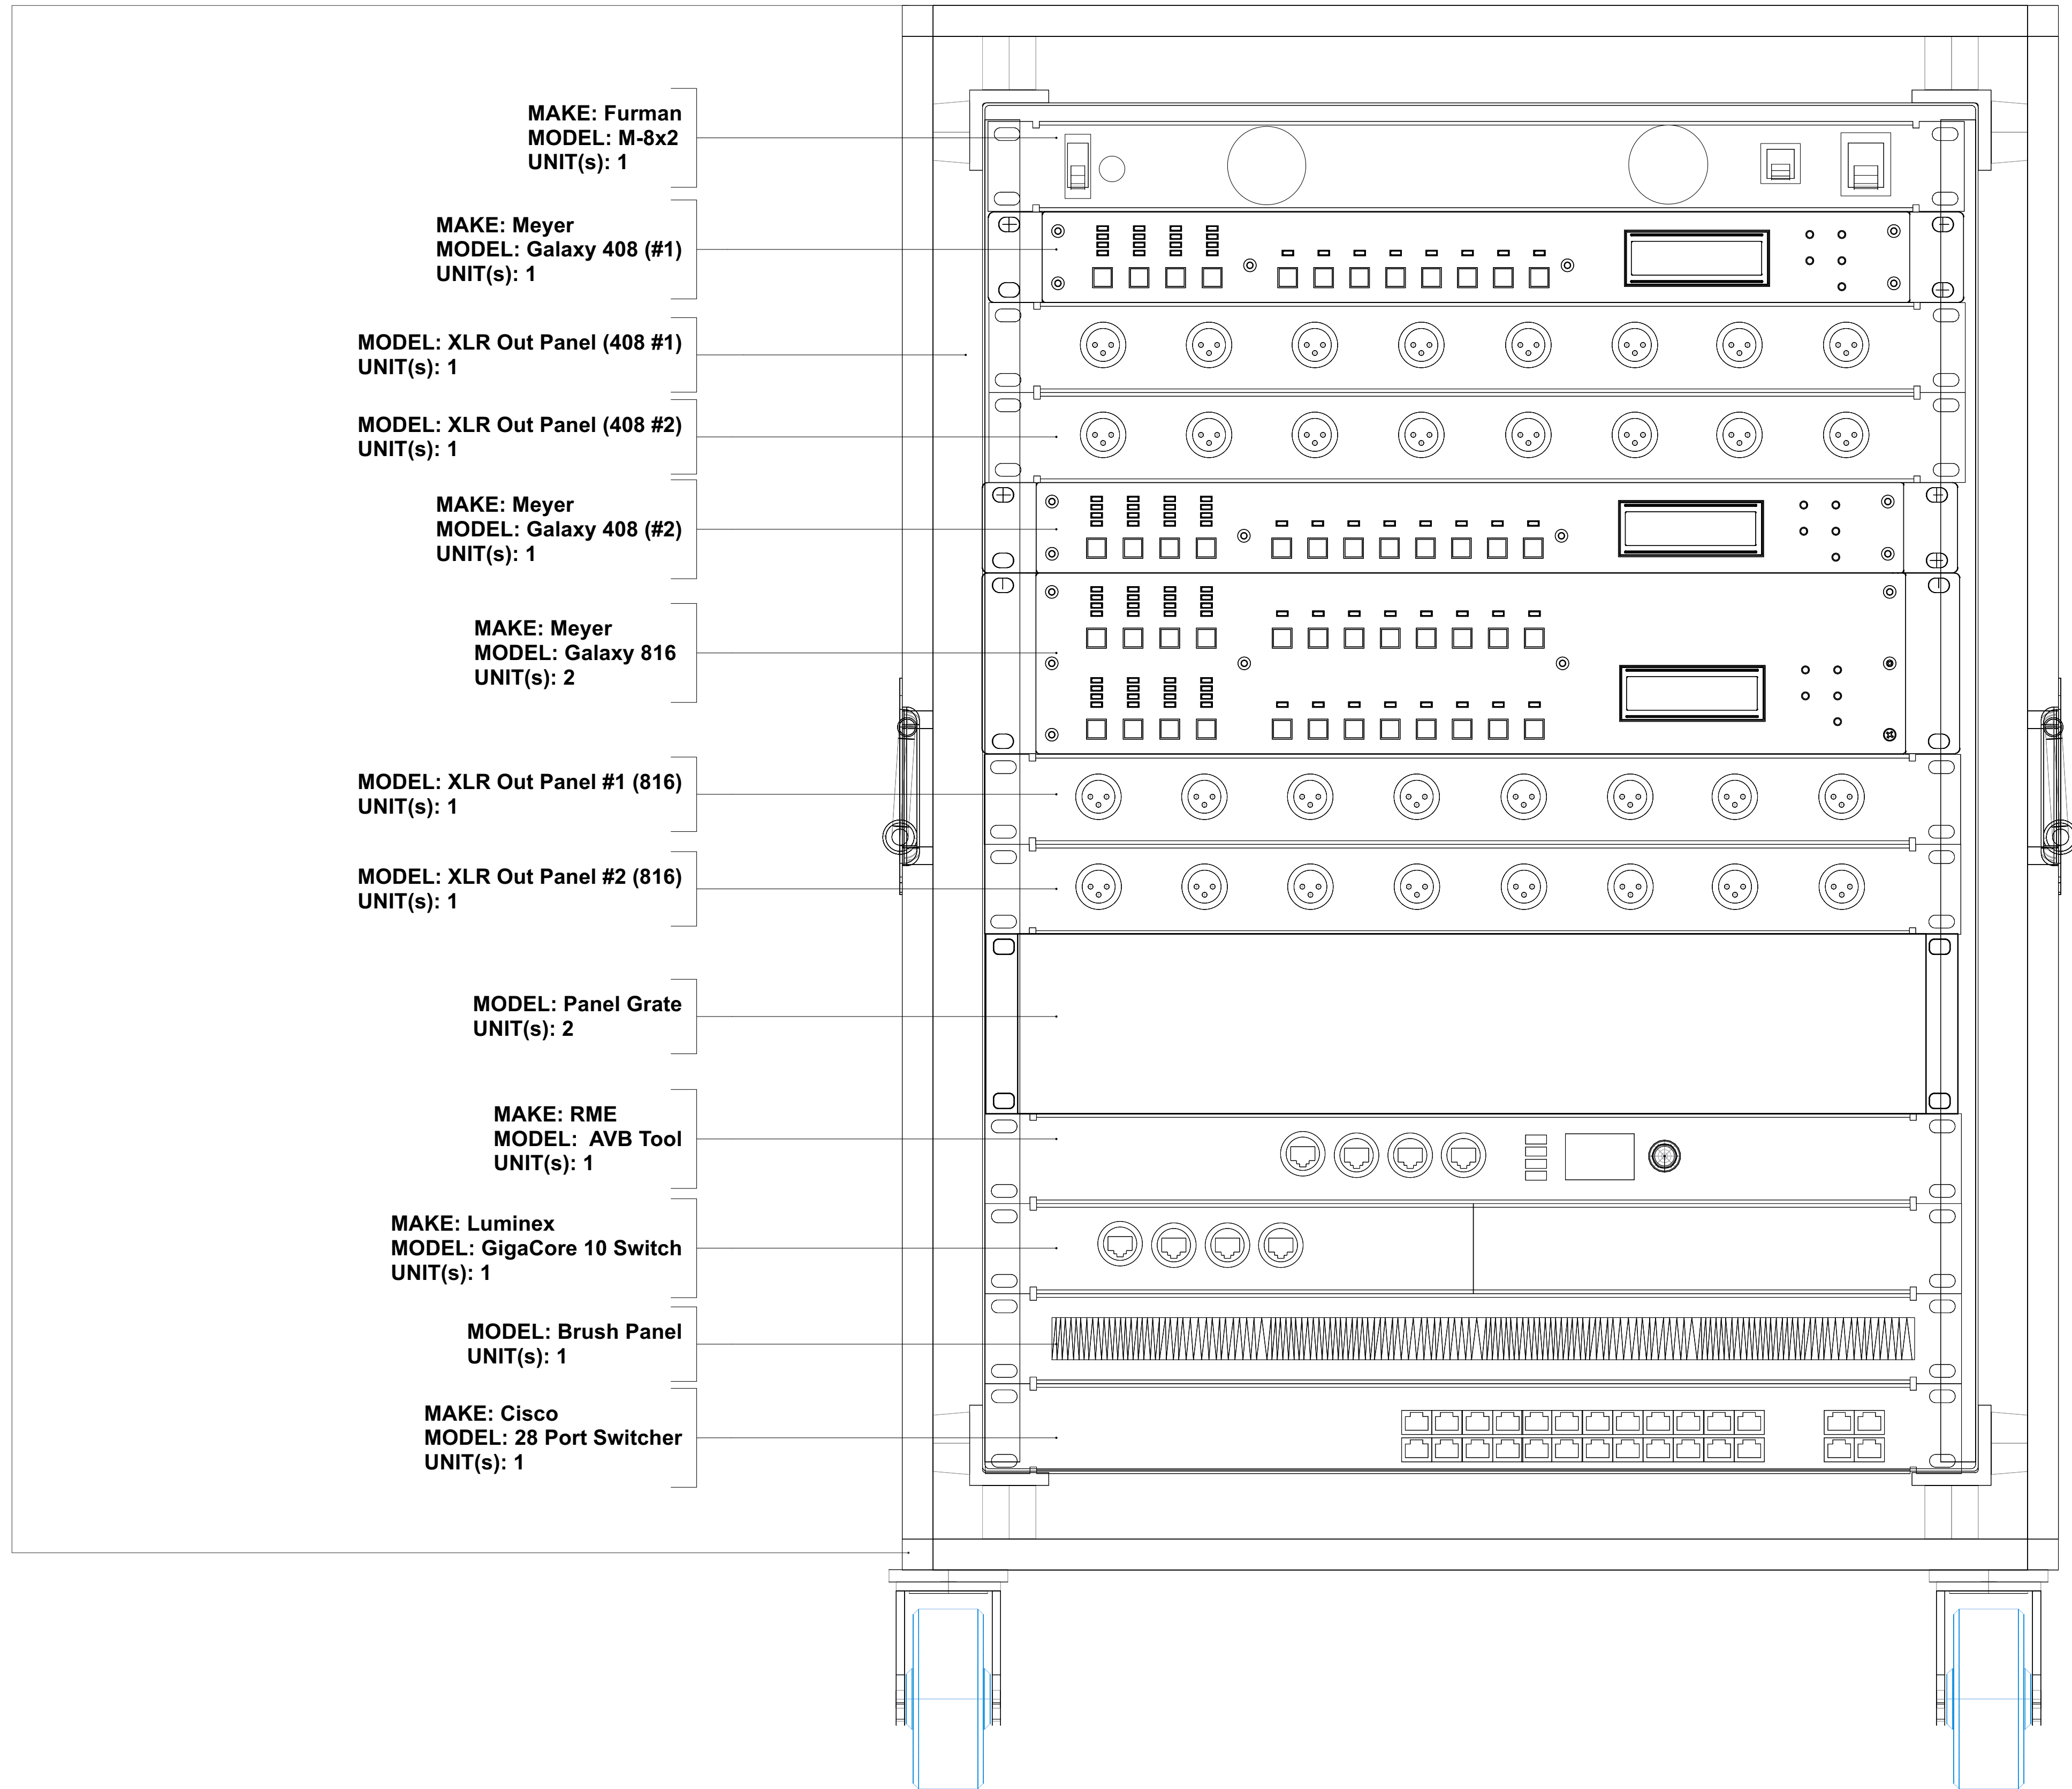 MAKE: Furman
MODEL: M-8x2
UNIT(s): 1
MAKE: Meyer
MODEL: Galaxy 408 (#1)
UNIT(s): 1
MODEL: XLR Out Panel (408 #1)
UNIT(s): 1
MODEL: XLR Out Panel (408 #2)
UNIT(s): 1
MAKE: Meyer
MODEL: Galaxy 408 (#2)
UNIT(s): 1
MAKE: Meyer
MODEL: Galaxy 816
UNIT(s): 2
MODEL: XLR Out Panel #1 (816)
UNIT(s): 1
MODEL: XLR Out Panel #2 (816)
UNIT(s): 1
MODEL: Panel Grate
UNIT(s): 2
MAKE: RME
MODEL:  AVB Tool
UNIT(s): 1
MAKE: Luminex
MODEL: GigaCore 10 Switch
UNIT(s): 1
MODEL: Brush Panel
UNIT(s): 1
MAKE: Cisco
MODEL: 28 Port Switcher
UNIT(s): 1